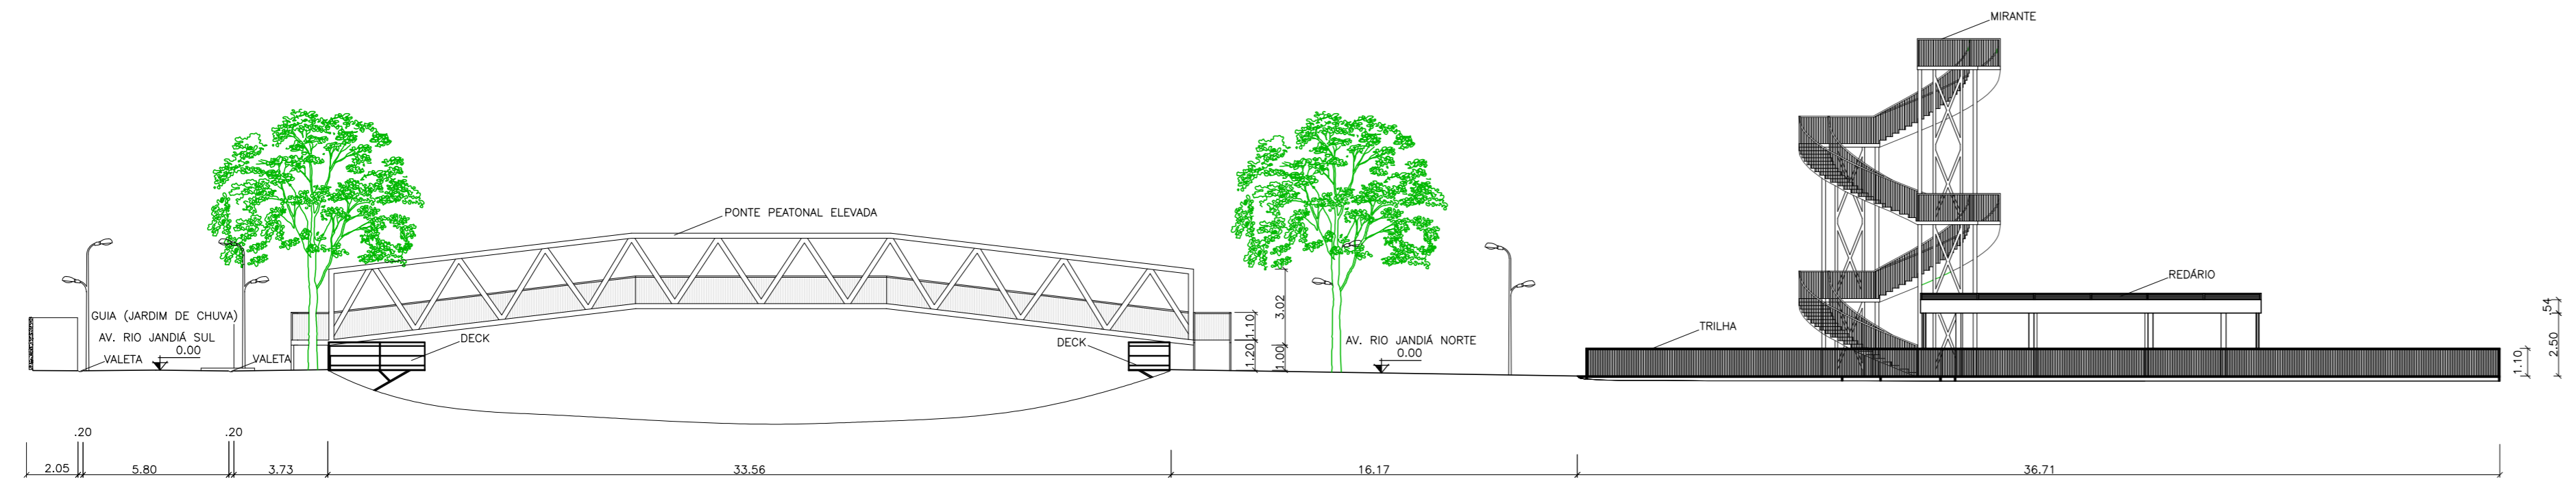 MIRANTE
PONTE PEATONAL ELEVADA
REDÁRIO
GUIA (JARDIM DE CHUVA)
AV. RIO JANDIÁ SUL
0.00
VALETA
VALETA
DECK
DECK
1.10
1.20
3.02
1.00
AV. RIO JANDIÁ NORTE
0.00
TRILHA
1.10
.54
2.50
.20
.20
2.05
5.80
3.73
33.56
16.17
36.71